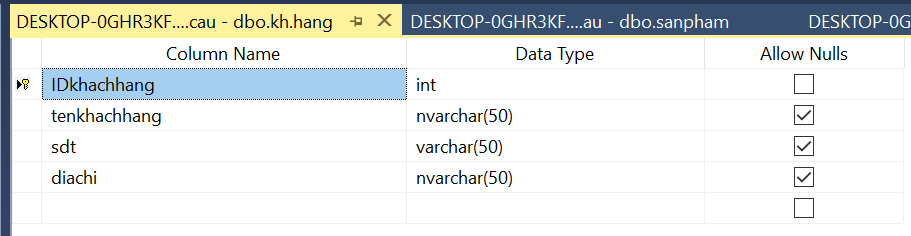 DESKTOP-0GHR3KF....cau - dbo.kh.hang DESKTOP-0GHR3KF....au - dbo.sanpham DESKTOP-0G
Column Name Data Type Allow Nulls
IDkhachhang int
tenkhachhang nvarchar(50)
sdt varchar(50)
diachi nvarchar(50)